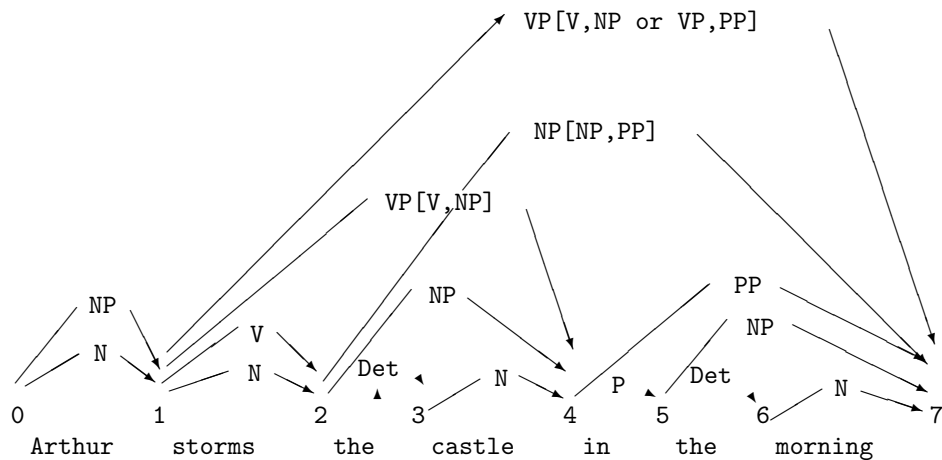 VP[V,NP or VP,PP]
NP[NP,PP]
VP[V,NP]
NP NP PP
V NP
N N Det N P Det N
0 1 2 3 4 5 6 7
Arthur storms the castle in the morning